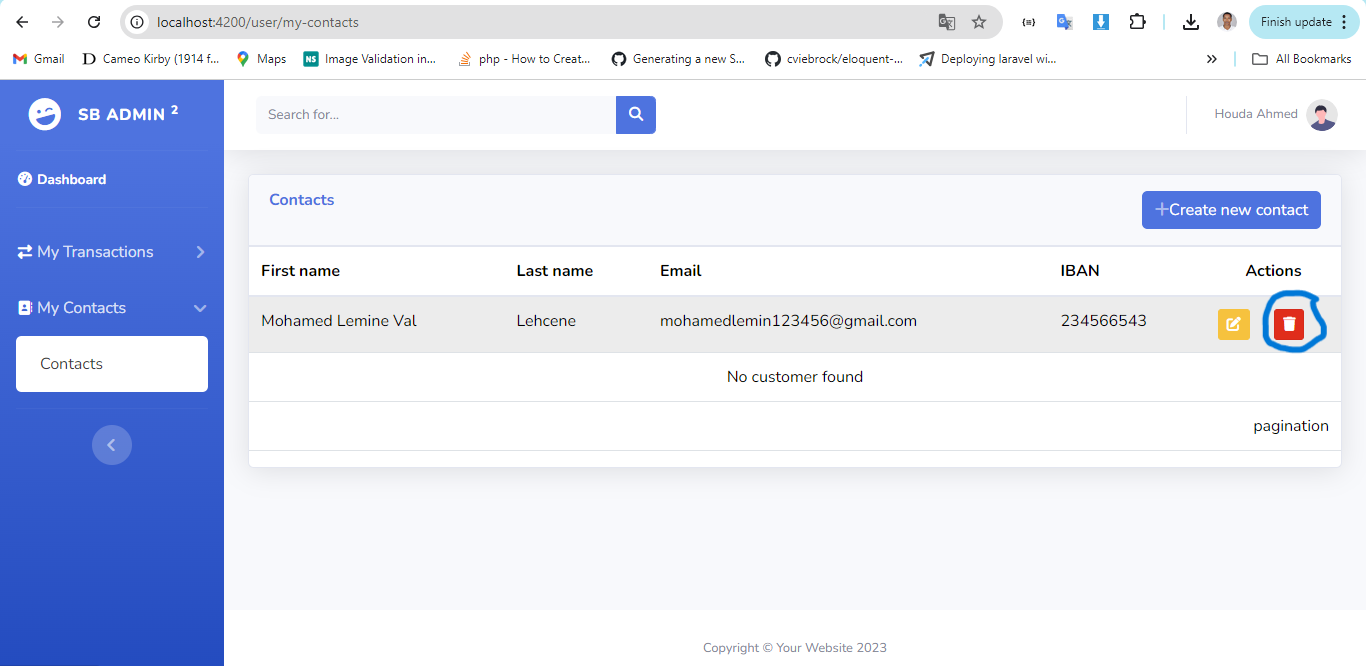 localhost:4200/user/my-contacts
Finish update
Gmail
Cameo Kirby (1914 f...
Maps
NS
Image Validation in...
php - How to Creat...
Generating a new S...
cviebrock/eloquent-...
Deploying laravel wi...
All Bookmarks
SB ADMIN 2
Search for...
Houda Ahmed
Dashboard
Contacts
+Create new contact
My Transactions
First name Last name Email IBAN Actions
My Contacts
Mohamed Lemine Val Lehcene mohamedlemin123456@gmail.com 234566543
Contacts
No customer found
pagination
Copyright © Your Website 2023